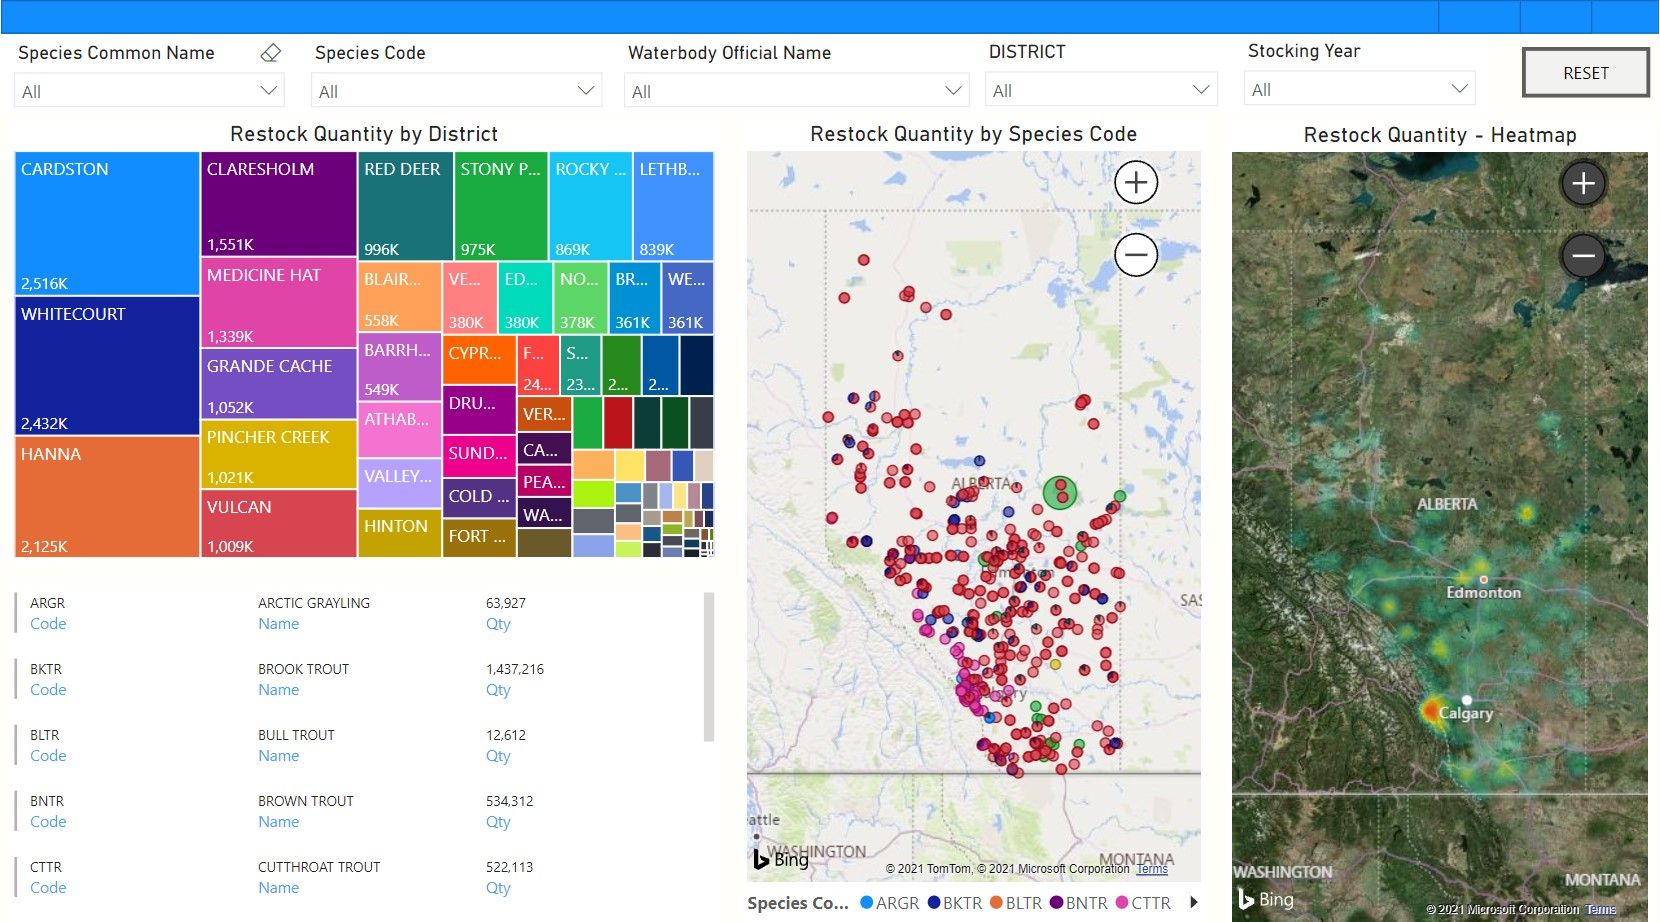 Species Common Name
Species Code
Waterbody Official Name
DISTRICT
Stocking Year
All
All
All
All
All
RESET
Restock Quantity by District
CARDSTON
2,516K
WHITECOURT
2,432K
HANNA
2,125K
CLARESHOLM
1,551K
MEDICINE HAT
1,339K
GRANDE CACHE
1,052K
PINCHER CREEK
1,021K
VULCAN
1,009K
RED DEER
996K
STONY P...
975K
ROCKY ...
869K
LETHB...
839K
BLAIR...
558K
VE...
380K
ED...
380K
NO...
378K
BR...
361K
WE...
361K
BARRH...
549K
ATHAB...
VALLEY...
HINTON
CYPR...
DRU...
SUND...
COLD ...
FORT ...
F...
24...
S...
23...
2...
2...
VER...
CA...
PEA...
WA...
ARGR
ARCTIC GRAYLING
63,927
Code
Name
Qty
BKTR
BROOK TROUT
1,437,216
Code
Name
Qty
BLTR
BULL TROUT
12,612
Code
Name
Qty
BNTR
BROWN TROUT
534,312
Code
Name
Qty
CTTR
CUTTHROAT TROUT
522,113
Code
Name
Qty
Restock Quantity by Species Code
ALBERTA
SAS
attle
WASHINGTON
MONTANA
Bing
© 2021 TomTom, © 2021 Microsoft Corporation Terms
Species Co... ARGR BKTR BLTR BNTR CTTR
Restock Quantity - Heatmap
ALBERTA
Edmonton
Calgary
WASHINGTON
MONTANA
Bing
© 2021 Microsoft Corporation Terms